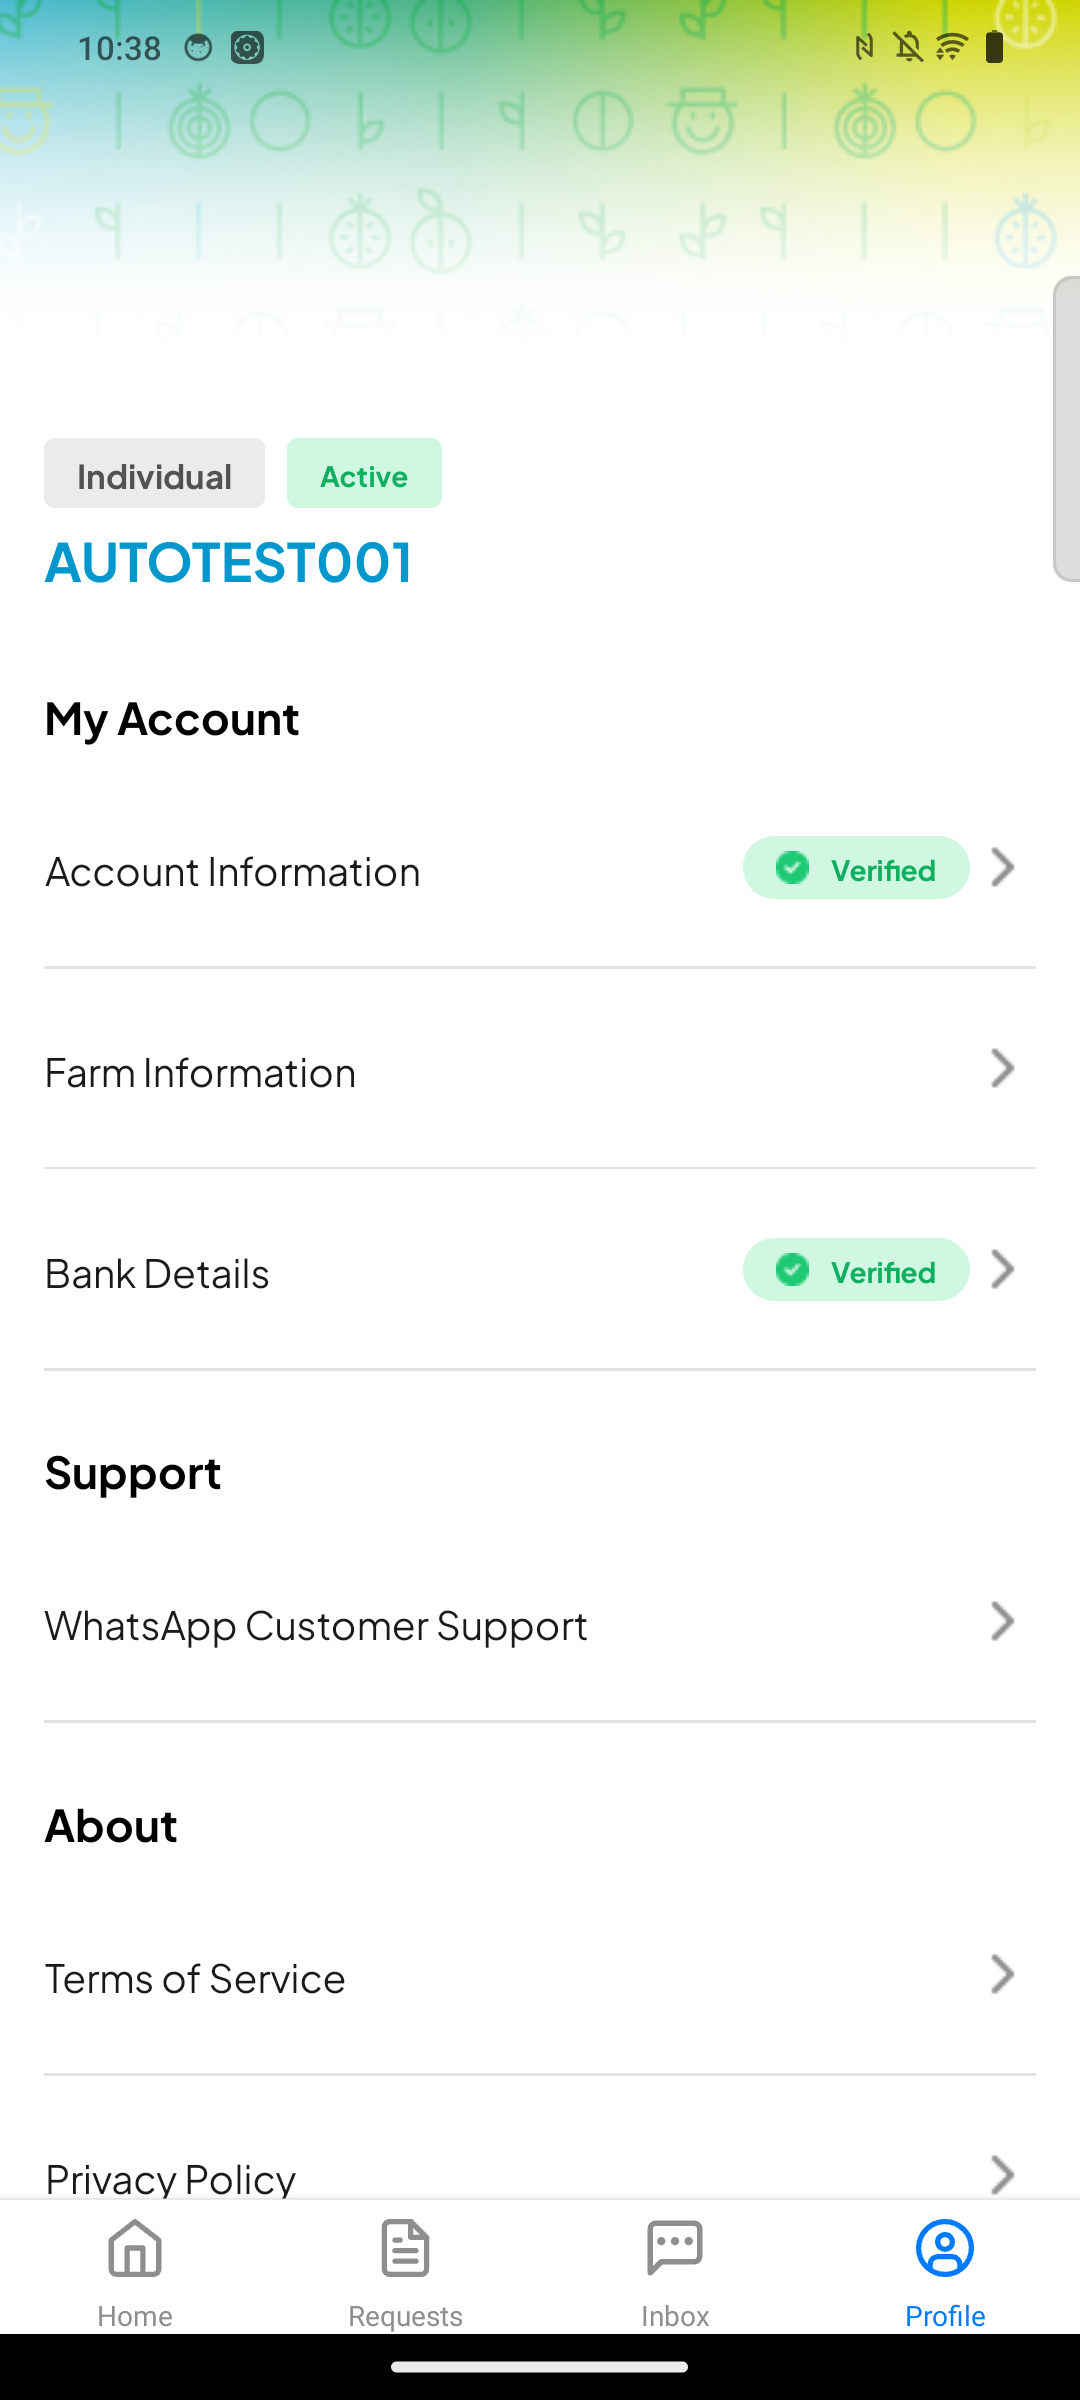 10:38
Individual
Active
AUTOTEST001
My Account
Account Information
Verified
Farm Information
Bank Details
Verified
Support
WhatsApp Customer Support
About
Terms of Service
Privacy Policy
Home
Requests
Inbox
Profile